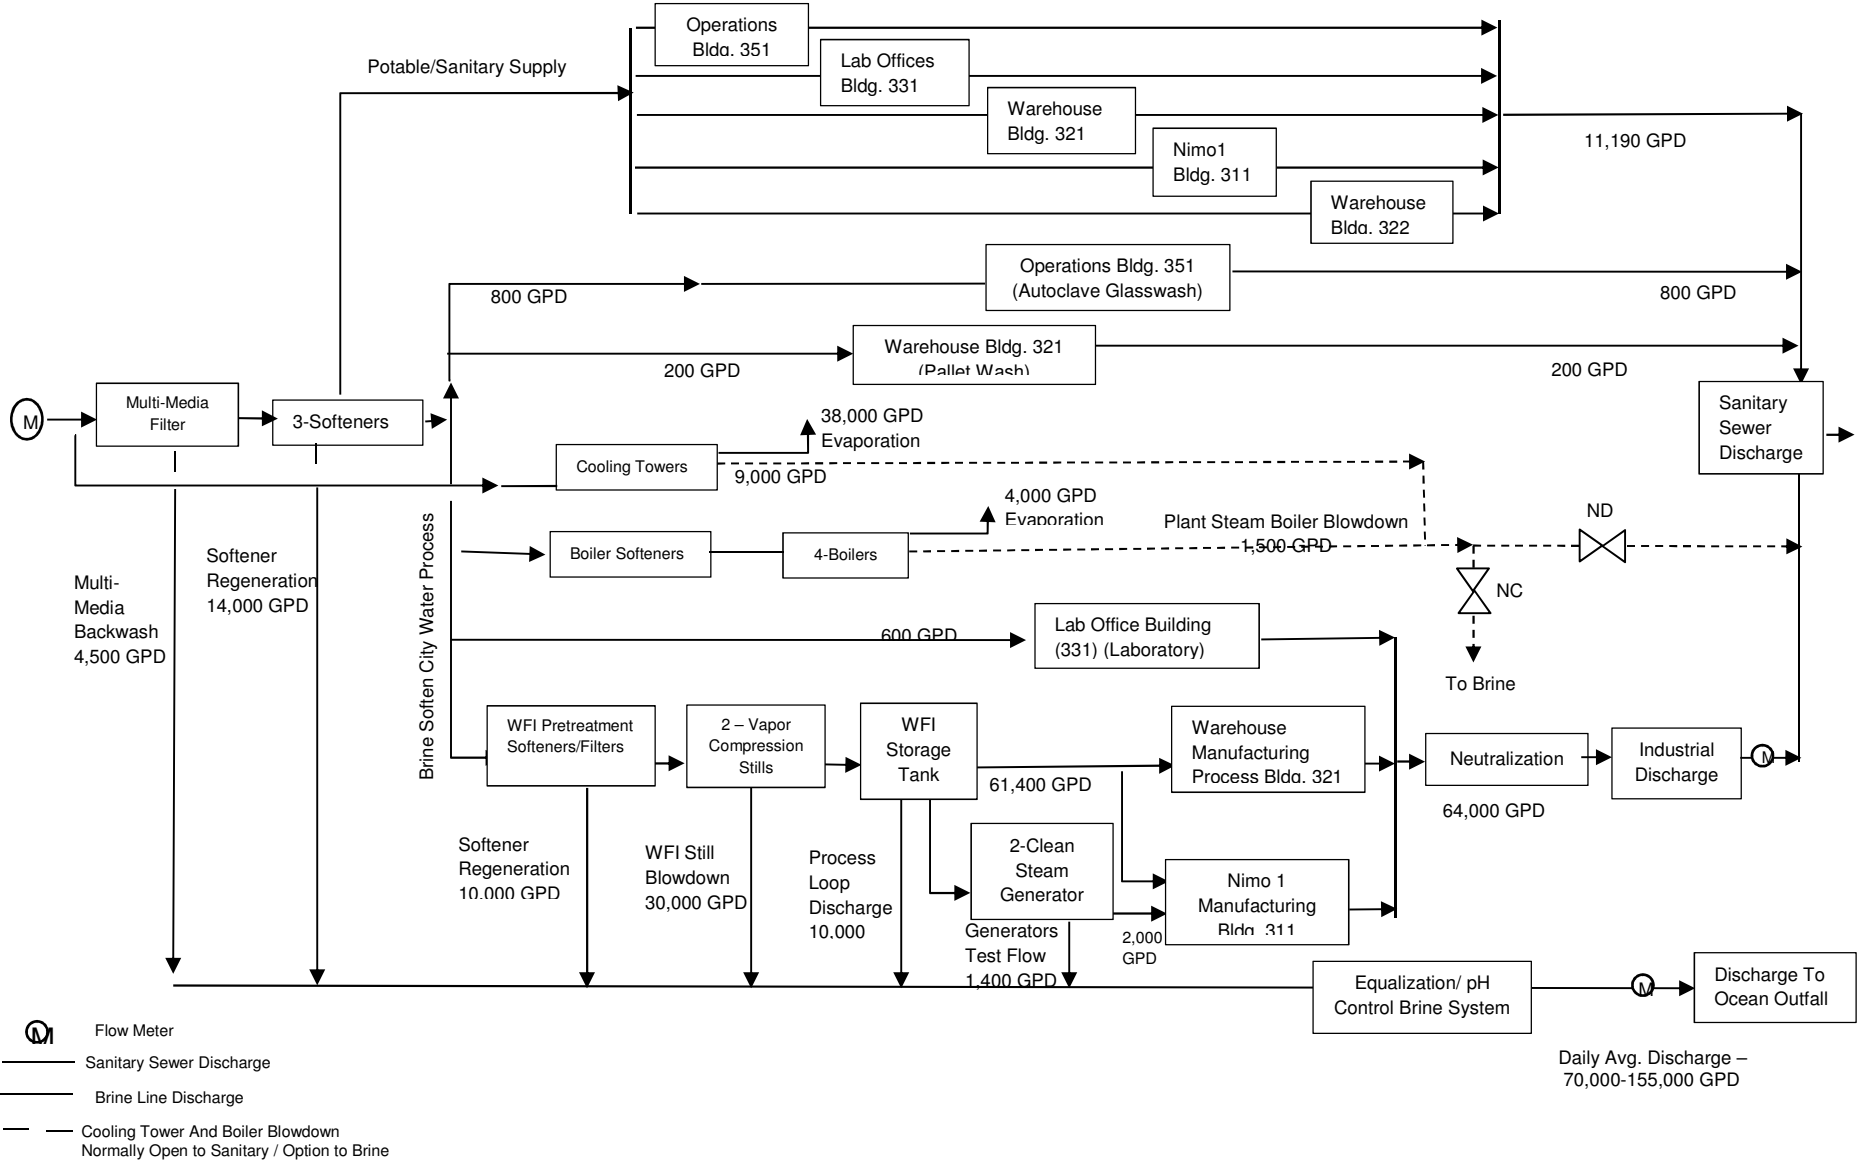 Operations
Bldg. 351
Potable/Sanitary Supply
Lab Offices
Bldg. 331
Warehouse
Bldg. 321
11,190 GPD
Nimo1
Bldg. 311
Warehouse
Bldg. 322
Operations Bldg. 351
(Autoclave Glasswash)
800 GPD
800 GPD
Warehouse Bldg. 321
(Pallet Wash)
200 GPD
200 GPD
M
Multi-Media
Filter
3-Softeners
38,000 GPD
Evaporation
Sanitary
Sewer
Discharge
Cooling Towers
9,000 GPD
4,000 GPD
Evaporation
Plant Steam Boiler Blowdown
1,500 GPD
ND
Boiler Softeners
4-Boilers
NC
Softener
Regeneration
14,000 GPD
Multi-
Media
Backwash
4,500 GPD
Brine Soften City Water Process
600 GPD
Lab Office Building
(331) (Laboratory)
To Brine
WFI Pretreatment
Softeners/Filters
2 – Vapor
Compression
Stills
WFI
Storage
Tank
61,400 GPD
Warehouse
Manufacturing
Process Bldg. 321
Neutralization
64,000 GPD
Industrial
Discharge
M
Softener
Regeneration
10,000 GPD
WFI Still
Blowdown
30,000 GPD
Process
Loop
Discharge
10,000
2-Clean
Steam
Generator
Generators
Test Flow
1,400 GPD
2,000
GPD
Nimo 1
Manufacturing
Bldg. 311
Equalization/ pH
Control Brine System
M
Discharge To
Ocean Outfall
Daily Avg. Discharge –
70,000-155,000 GPD
M
Flow Meter
Sanitary Sewer Discharge
Brine Line Discharge
Cooling Tower And Boiler Blowdown
Normally Open to Sanitary / Option to Brine